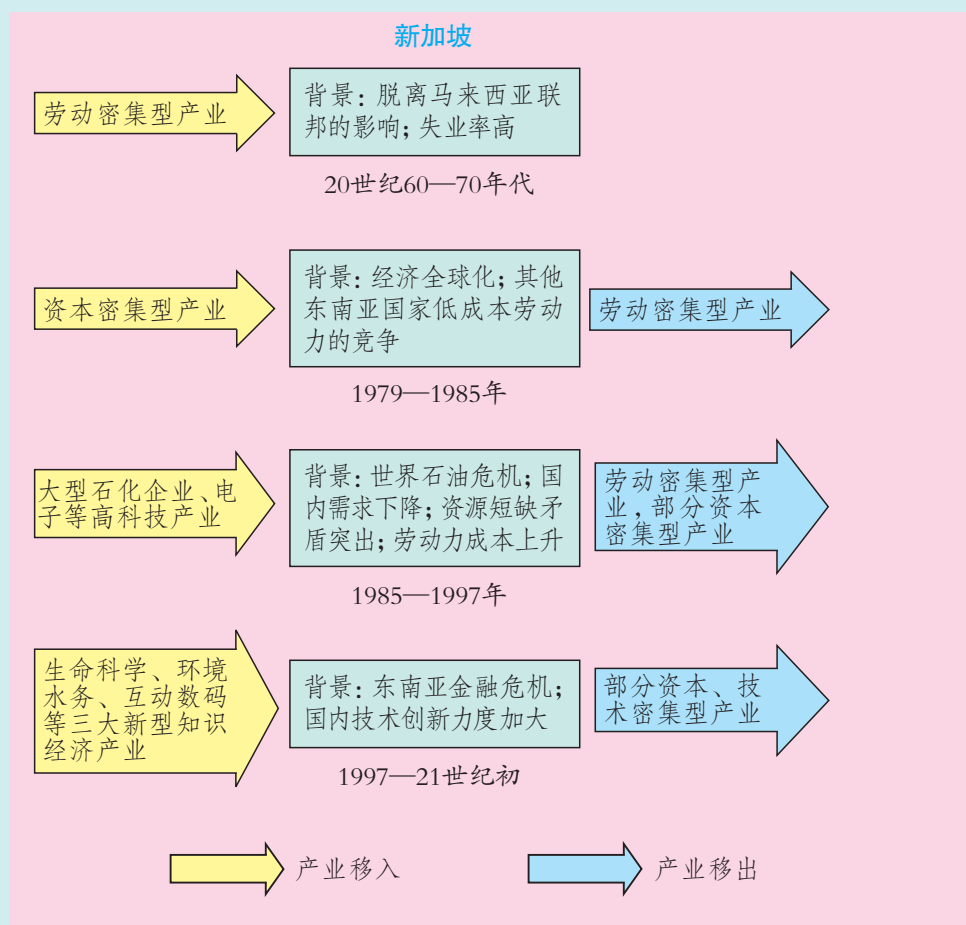 新加坡
劳动密集型产业
背景：脱离马来西亚联
邦的影响；失业率高
20世纪60—70年代
资本密集型产业
背景：经济全球化；其他
东南亚国家低成本劳动
力的竞争
劳动密集型产业
1979—1985年
大型石化企业、电
子等高科技产业
背景：世界石油危机；国
内需求下降；资源短缺矛
盾突出；劳动力成本上升
劳动密集型产
业，部分资本
密集型产业
1985—1997年
生命科学、环境
水务、互动数码
等三大新型知识
经济产业
背景：东南亚金融危机；
国内技术创新力度加大
部分资本、技
术密集型产业
1997—21世纪初
产业移入
产业移出